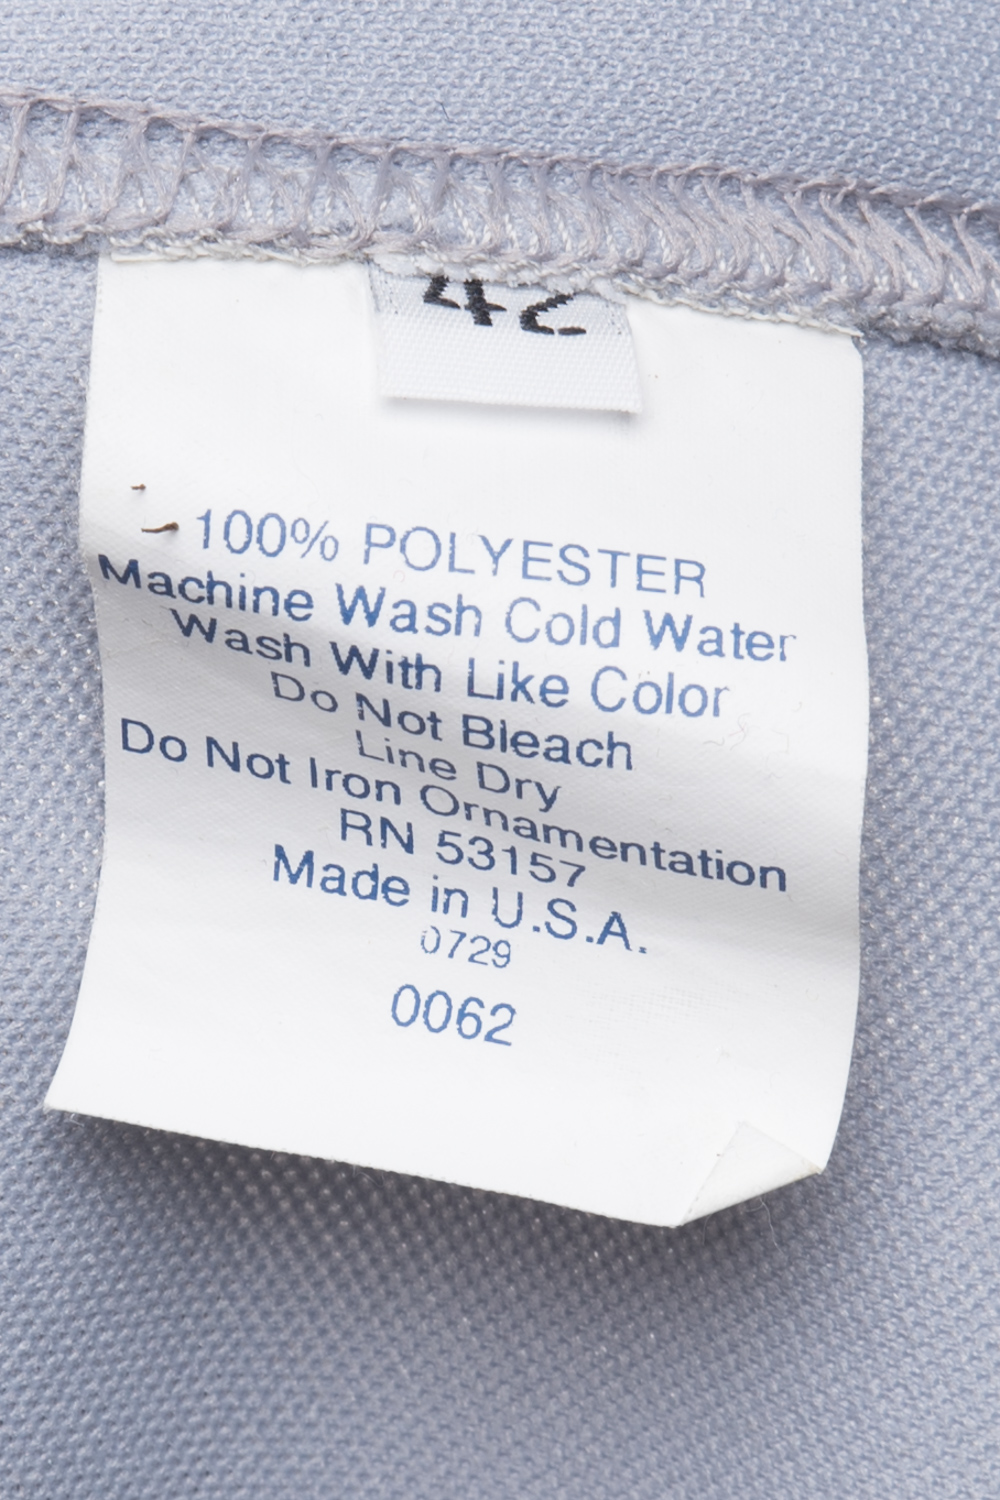 42
100% POLYESTER
Machine Wash Cold Water
Wash With Like Color
Do Not Bleach
Line Dry
Do Not Iron Ornamentation
RN 53157
Made in U.S.A.
0729
0062